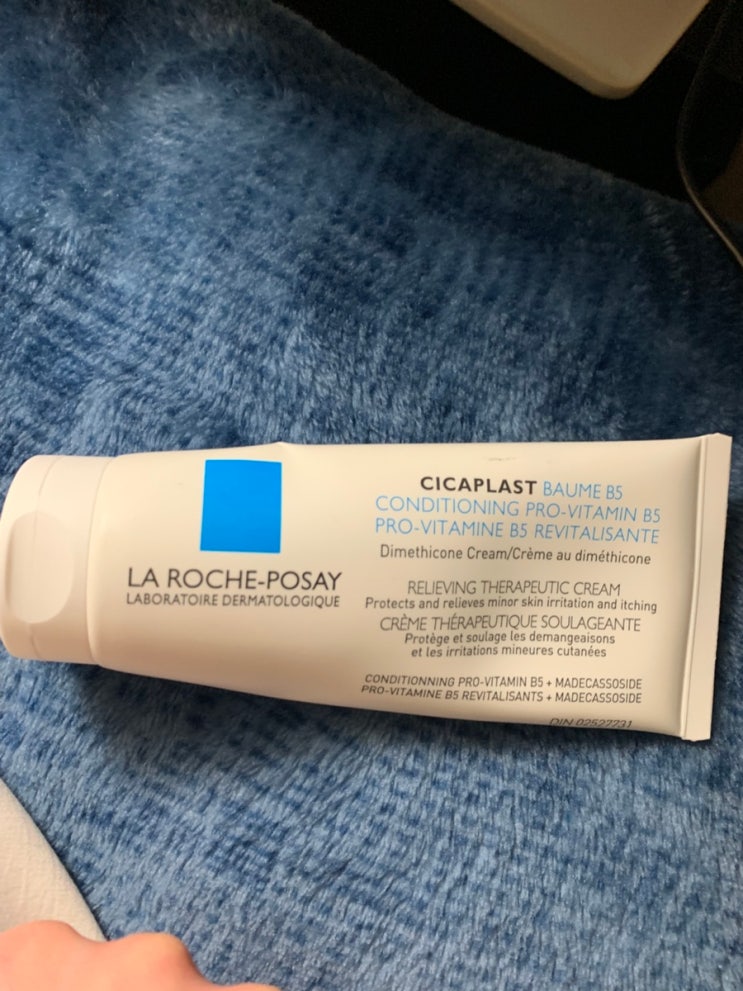 LA ROCHE-POSAY
LABORATOIRE DERMATOLOGIQUE
CICAPLAST BAUME B5
CONDITIONING PRO-VITAMIN B5
PRO-VITAMINE B5 REVITALISANTE
Dimethicone Cream/Crème au diméthicone
RELIEVING THERAPEUTIC CREAM
Protects and relieves minor skin irritation and itching
CRÈME THÉRAPEUTIQUE SOULAGEANTE
Protège et soulage les demangeaisons
et les irritations mineures cutanées
CONDITIONNING PRO-VITAMIN B5 + MADECASSOSIDE
PRO-VITAMINE B5 REVITALISANTS + MADECASSOSIDE
DIN 02522731